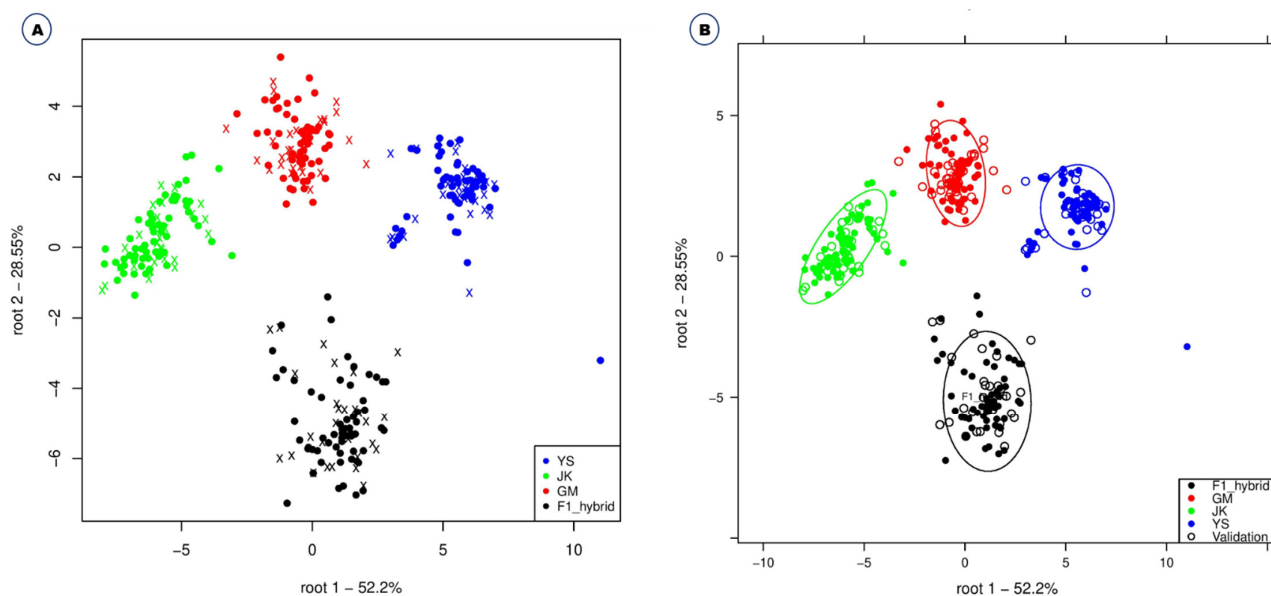 A
4
2
0
−2
−4
−6
root 2 − 28.55%
−5
0
5
10
root 1 − 52.2%
YS
JK
GM
F1_hybrid
B
5
0
−5
root 2 − 28.55%
F1_
−10
−5
0
5
10
root 1 − 52.2%
F1_hybrid
GM
JK
YS
Validation